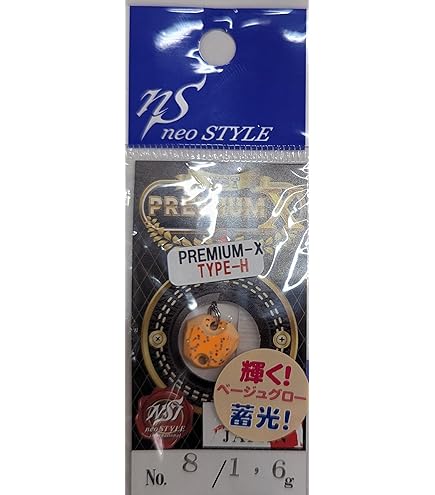 ns
neo STYLE
PREMIUM X
PREMIUM-X
TYPE-H
輝く!
ベージュグロー
蓄光!
NST
neo STYLE
JAPAN
No. 8/1,6g